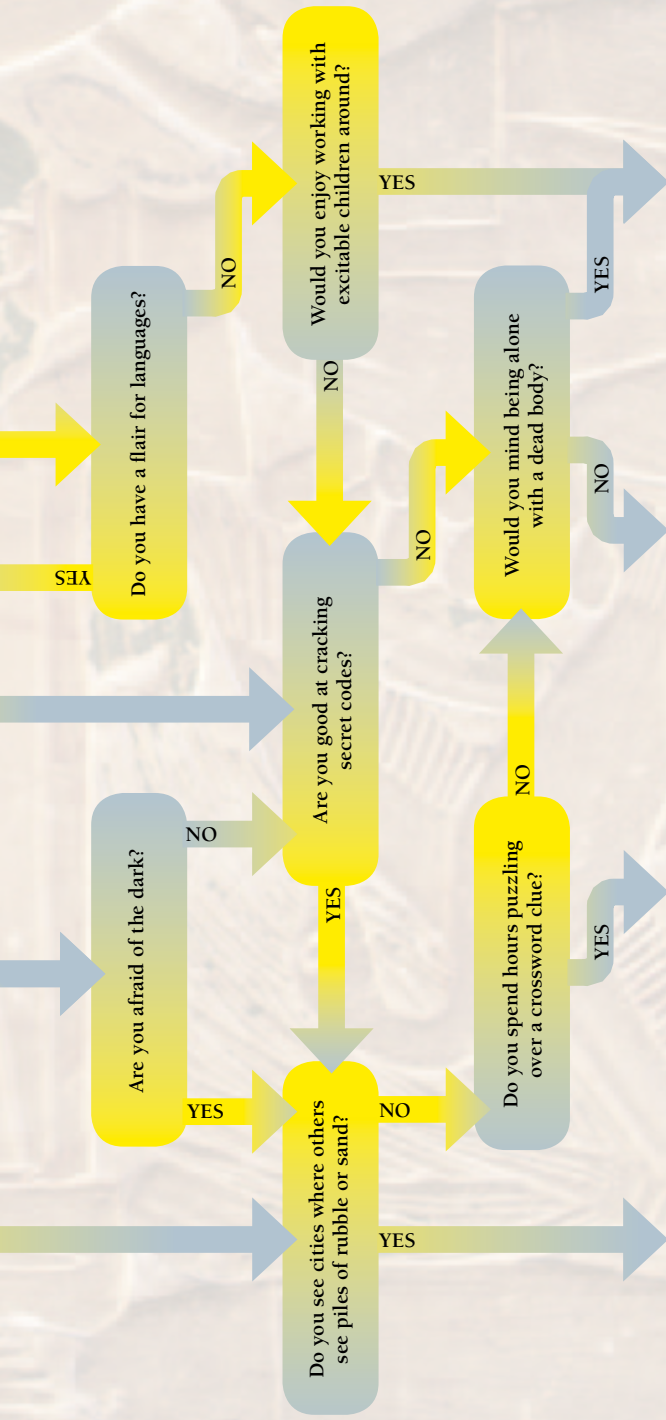 Do you have a flair for languages?
YES
NO
Would you enjoy working with
excitable children around?
YES
NO
Are you afraid of the dark?
NO
YES
Are you good at cracking
secret codes?
NO
YES
Would you mind being alone
with a dead body?
YES
NO
Do you see cities where others
see piles of rubble or sand?
NO
YES
Do you spend hours puzzling
over a crossword clue?
NO
YES